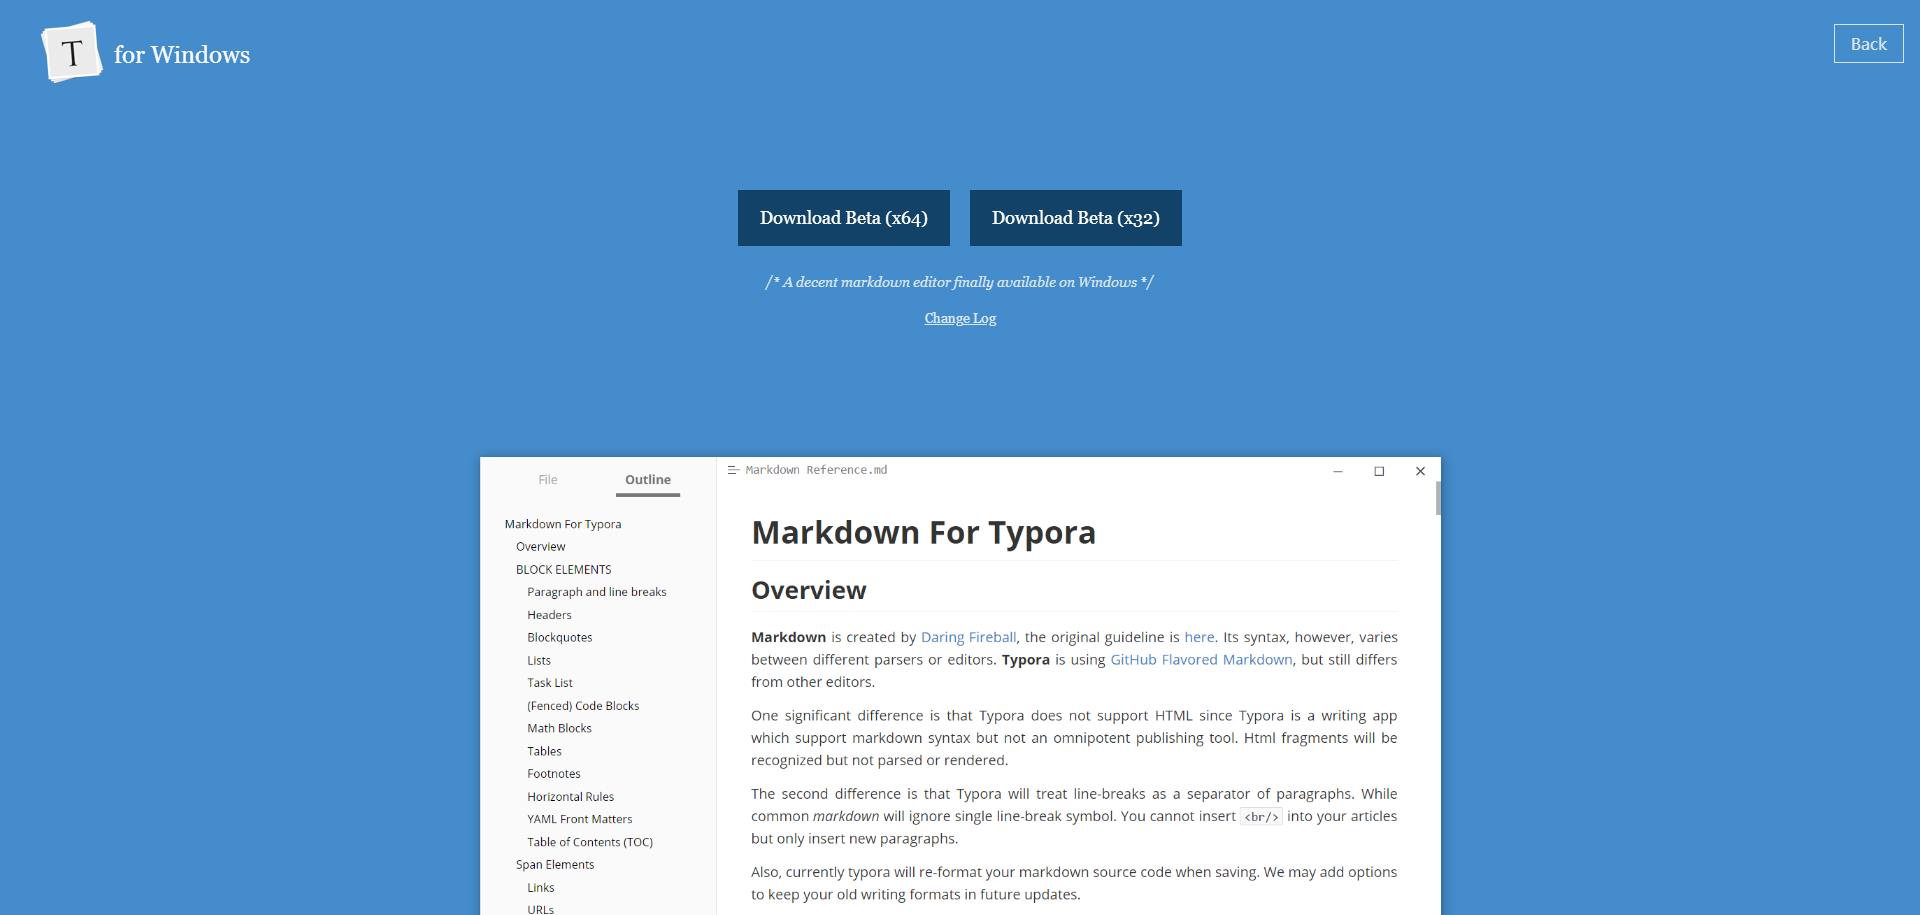 T for Windows
Back
Download Beta (x64)
Download Beta (x32)
/* A decent markdown editor finally available on Windows */
Change Log
File
Outline
Markdown For Typora
Overview
BLOCK ELEMENTS
Paragraph and line breaks
Headers
Blockquotes
Lists
Task List
(Fenced) Code Blocks
Math Blocks
Tables
Footnotes
Horizontal Rules
YAML Front Matters
Table of Contents (TOC)
Span Elements
Links
URLs
Markdown Reference.md
Markdown For Typora
Overview
Markdown is created by Daring Fireball, the original guideline is here. Its syntax, however, varies
between different parsers or editors. Typora is using GitHub Flavored Markdown, but still differs
from other editors.
One significant difference is that Typora does not support HTML since Typora is a writing app
which support markdown syntax but not an omnipotent publishing tool. Html fragments will be
recognized but not parsed or rendered.
The second difference is that Typora will treat line-breaks as a separator of paragraphs. While
common markdown will ignore single line-break symbol. You cannot insert <br/> into your articles
but only insert new paragraphs.
Also, currently typora will re-format your markdown source code when saving. We may add options
to keep your old writing formats in future updates.